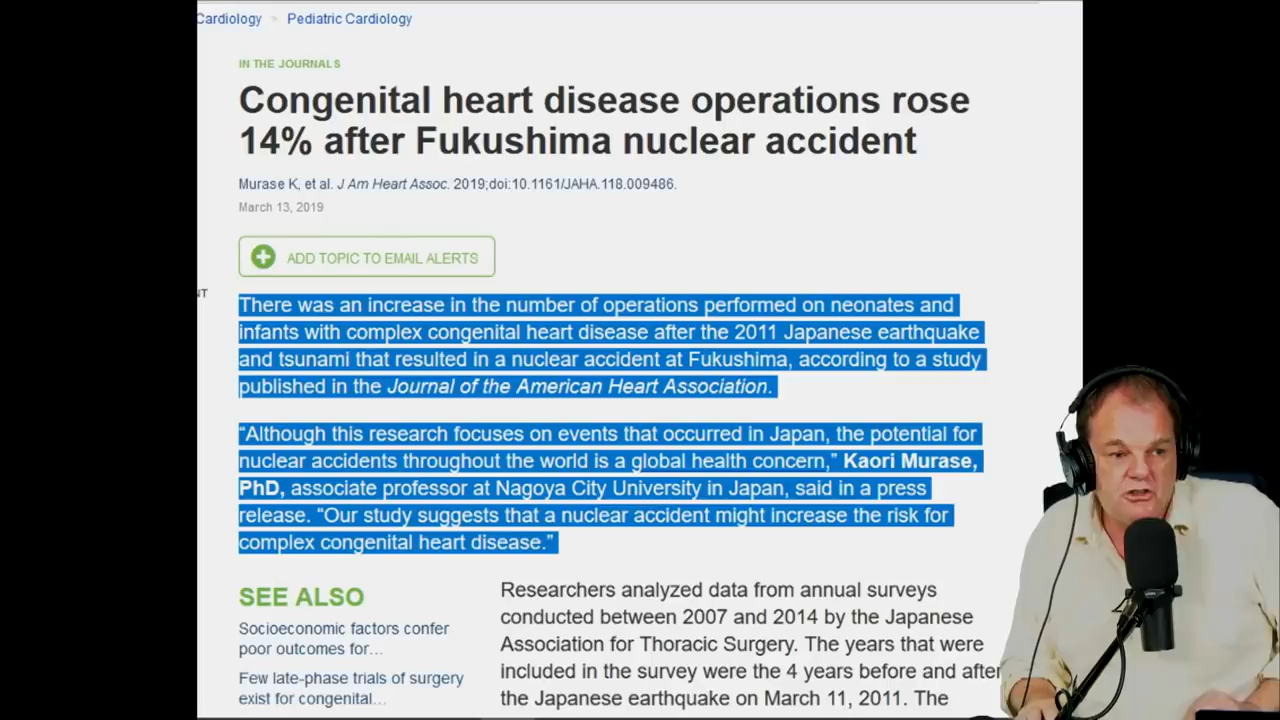 Cardiology > Pediatric Cardiology
IN THE JOURNALS
Congenital heart disease operations rose
14% after Fukushima nuclear accident
Murase K, et al. J Am Heart Assoc. 2019;doi:10.1161/JAHA.118.009486.
March 13, 2019
ADD TOPIC TO EMAIL ALERTS
NT
There was an increase in the number of operations performed on neonates and
infants with complex congenital heart disease after the 2011 Japanese earthquake
and tsunami that resulted in a nuclear accident at Fukushima, according to a study
published in the Journal of the American Heart Association.
“Although this research focuses on events that occurred in Japan, the potential for
nuclear accidents throughout the world is a global health concern,” Kaori Murase,
PhD, associate professor at Nagoya City University in Japan, said in a press
release. “Our study suggests that a nuclear accident might increase the risk for
complex congenital heart disease.”
SEE ALSO
Socioeconomic factors confer
poor outcomes for...
Few late-phase trials of surgery
exist for congenital...
Researchers analyzed data from annual surveys
conducted between 2007 and 2014 by the Japanese
Association for Thoracic Surgery. The years that were
included in the survey were the 4 years before and after
the Japanese earthquake on March 11, 2011. The